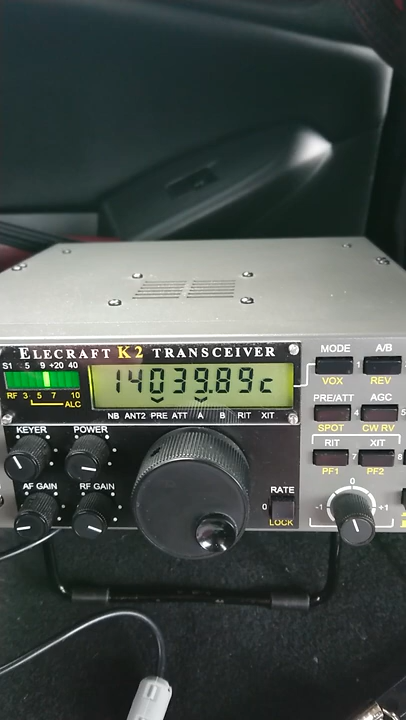 ELECRAFT K2 TRANSCEIVER
S1 5 9 +20 40
RF 3 5 7 10
ALC
14039.89c
NB ANT2 PRE ATT A B RIT XIT
KEYER POWER
AF GAIN RF GAIN
RATE
0
LOCK
MODE A/B
1
VOX REV
PRE/ATT AGC
4 5
SPOT CW RV
RIT XIT
7 8
PF1 PF2
0
-1 +1